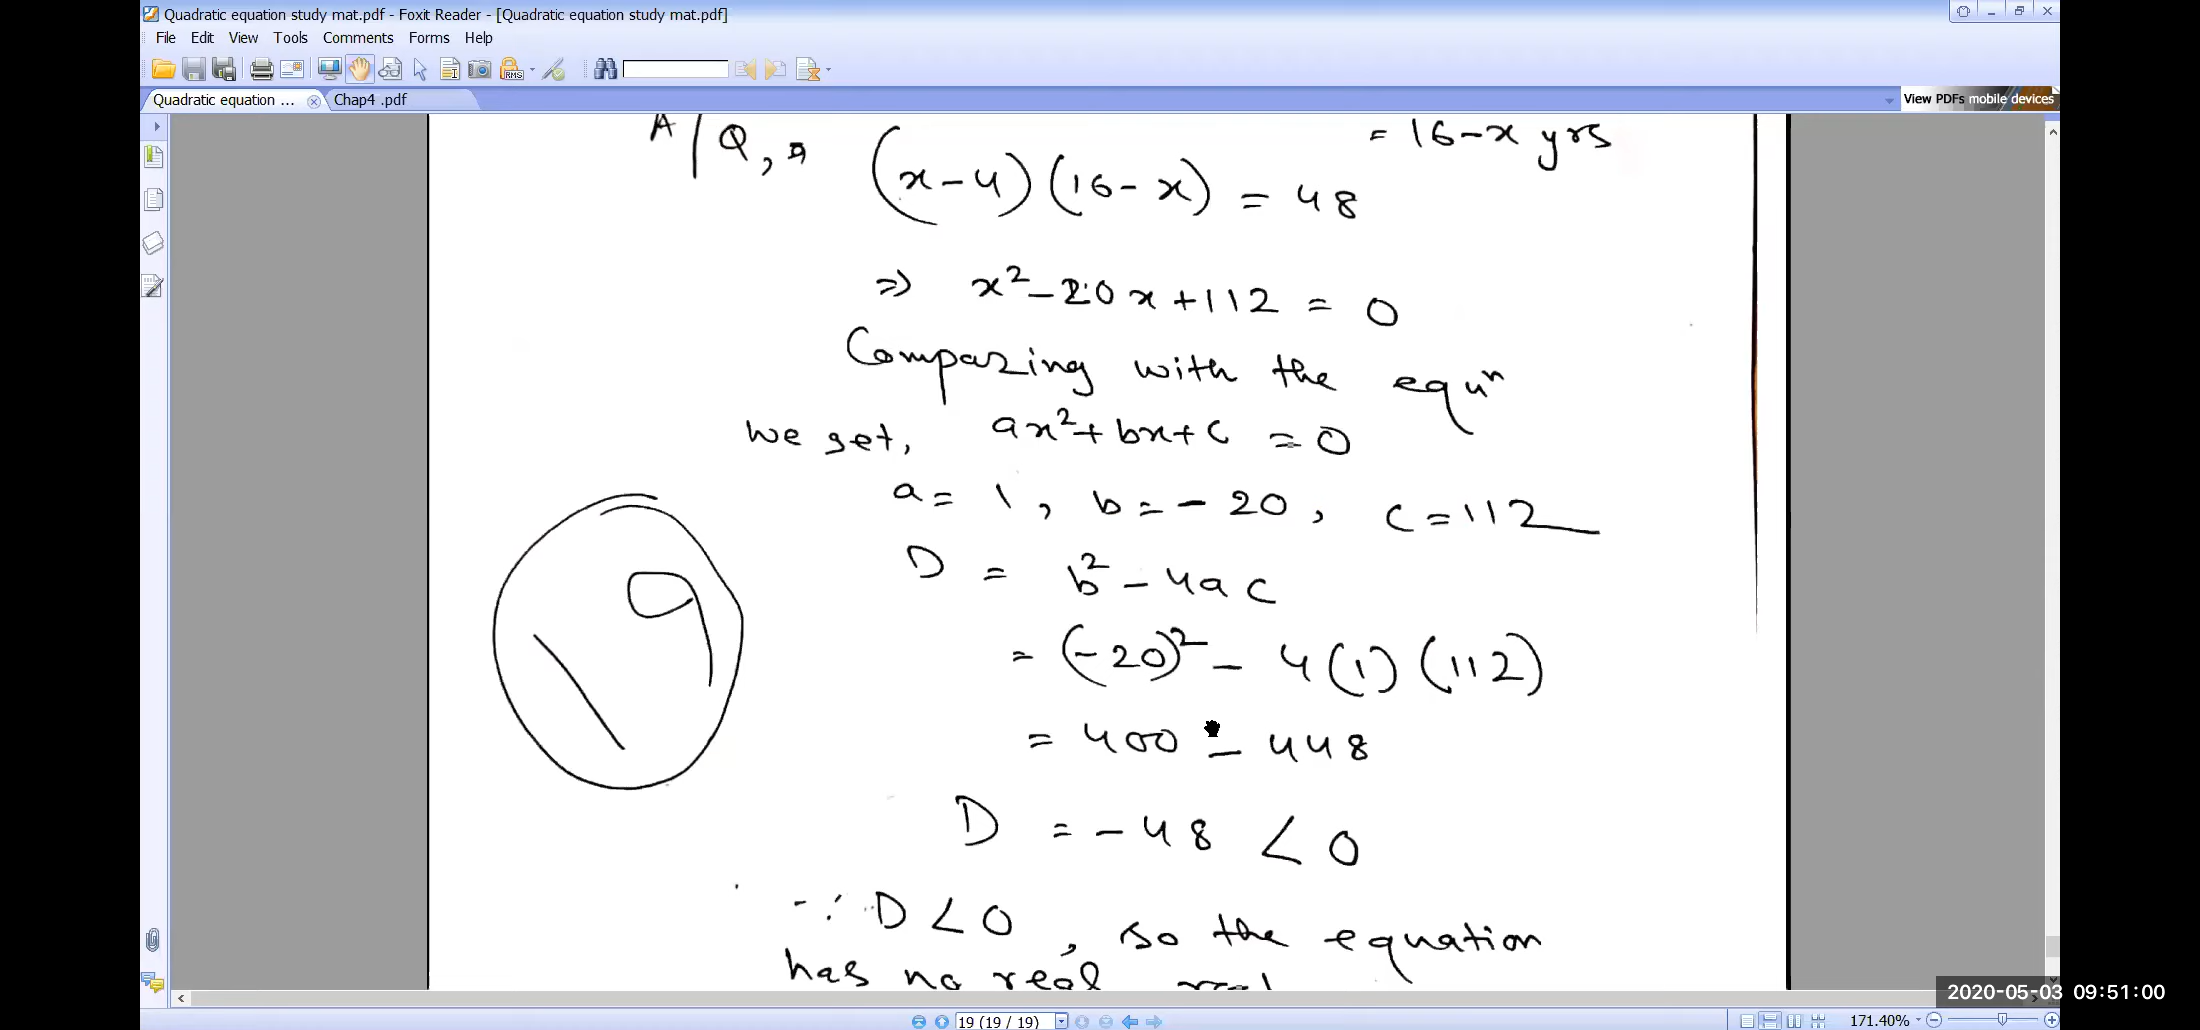 Quadratic equation study mat.pdf - Foxit Reader - [Quadratic equation study mat.pdf]
File Edit View Tools Comments Forms Help
Quadratic equation ... Chap4 .pdf
View PDFs mobile devices
= 16-x yrs
A/Q,
(x-4)(16-x) = 48
⇒ x²-20x+112 = 0
Comparing with the equⁿ
we get, ax²+bx+c = 0
a = 1, b = -20, c = 112
D = b² - 4ac
= (-20)² - 4(1)(112)
19
= 400 - 448
D = -48 < 0
∵ D < 0, so the equation
has no real
19 (19 / 19)
171.40%
2020-05-03 09:51:00